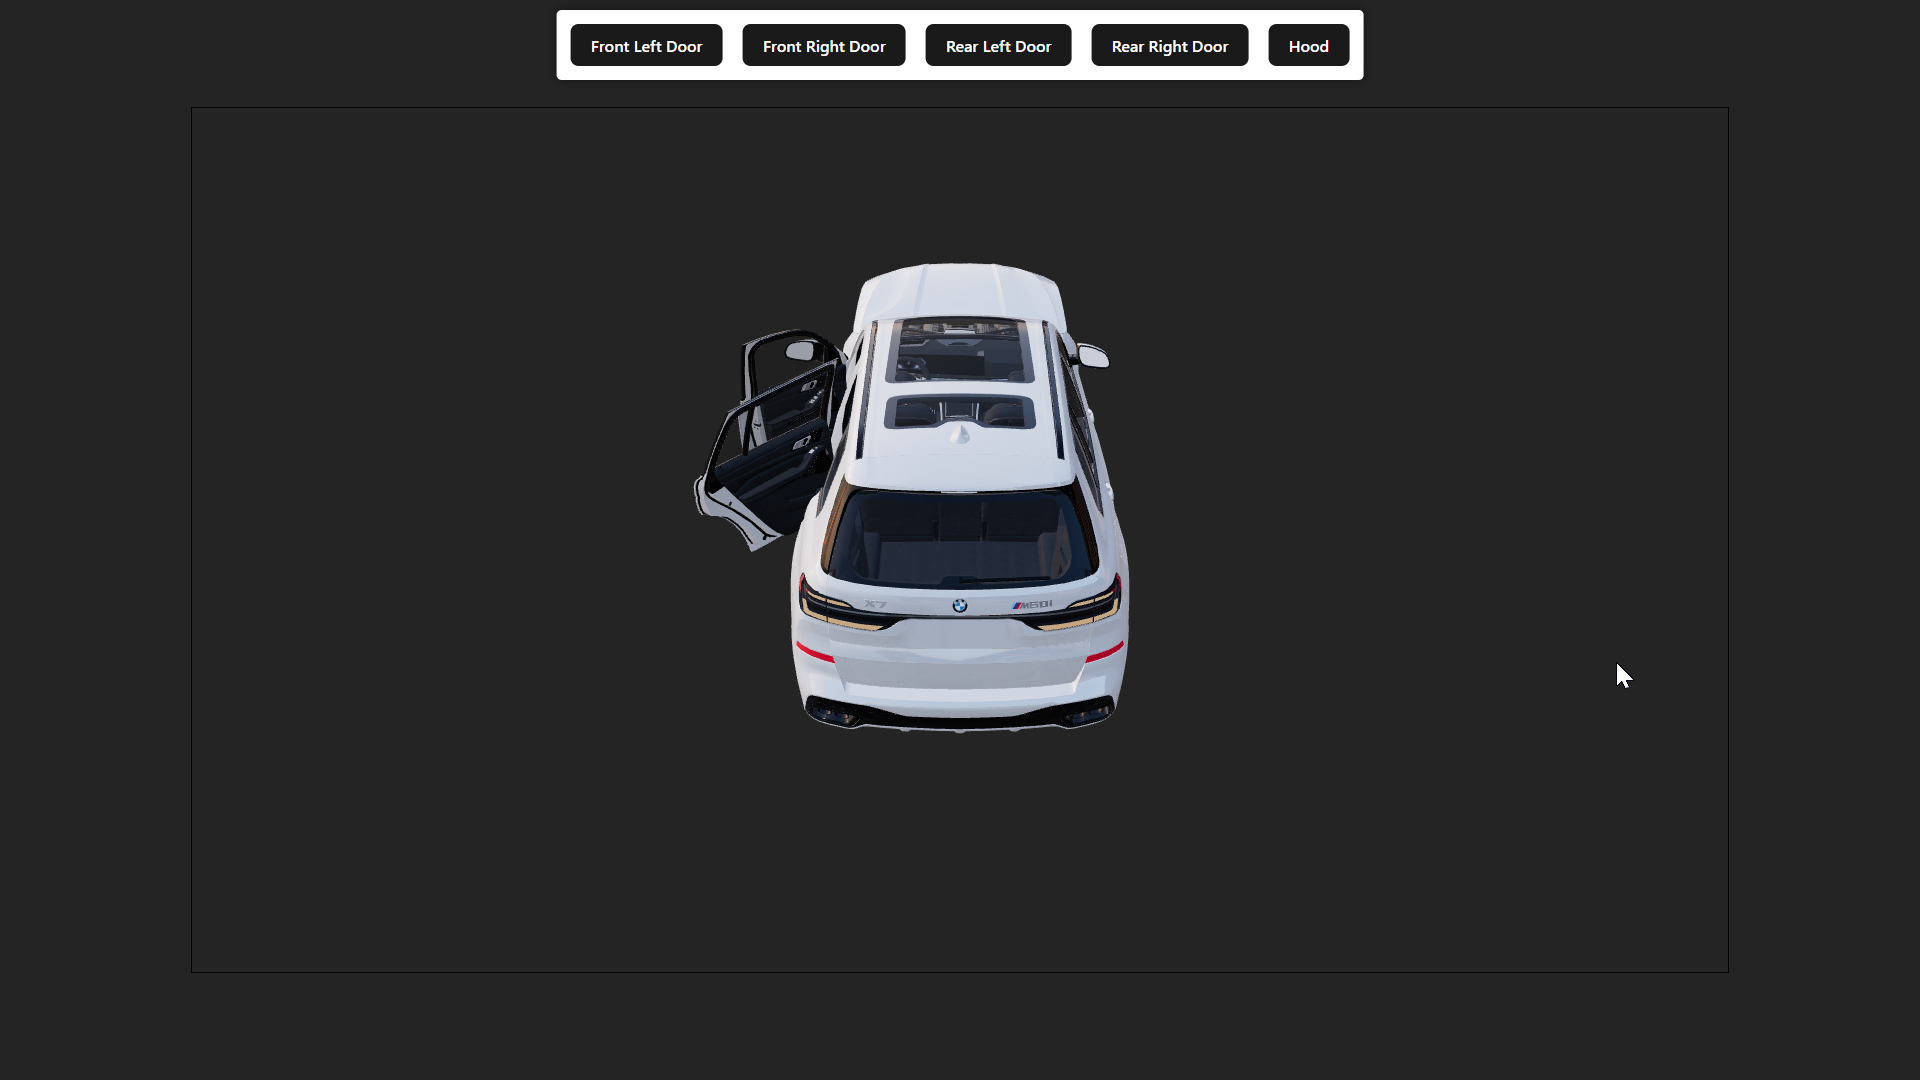 Front Left Door
Front Right Door
Rear Left Door
Rear Right Door
Hood
X7
M60i